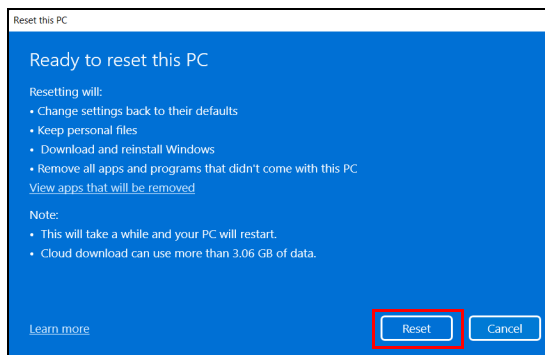 Reset this PC
Ready to reset this PC
Resetting will:
• Change settings back to their defaults
• Keep personal files
• Download and reinstall Windows
• Remove all apps and programs that didn't come with this PC
View apps that will be removed
Note:
• This will take a while and your PC will restart.
• Cloud download can use more than 3.06 GB of data.
Learn more
Reset
Cancel